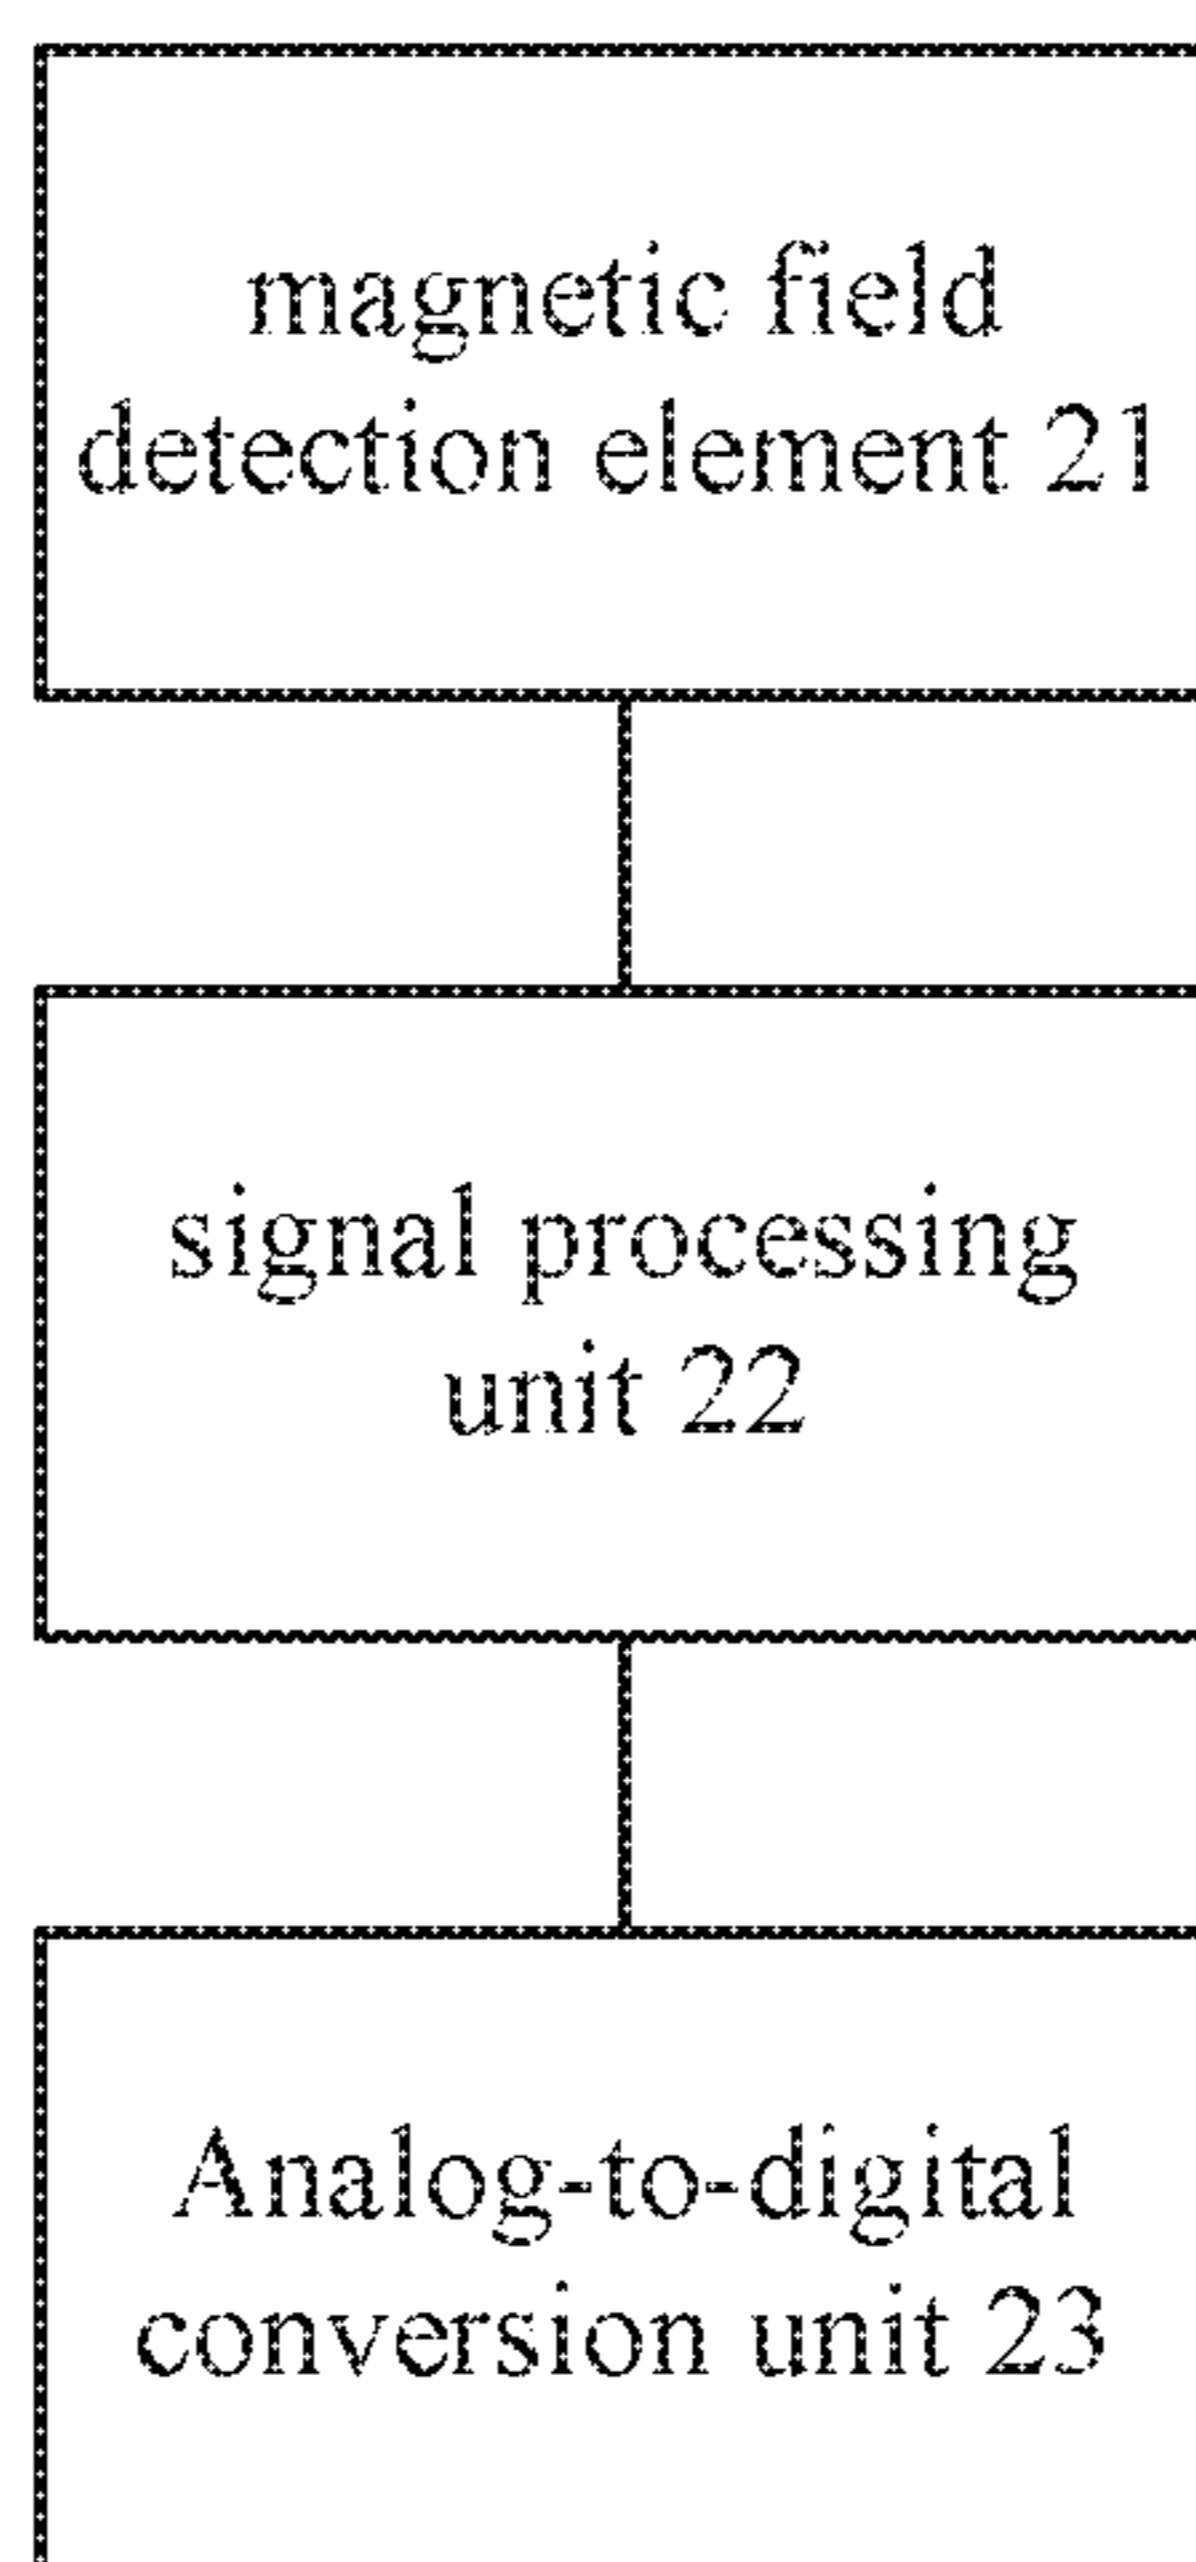 magnetic field
detection element 21
signal processing
unit 22
Analog-to-digital
conversion unit 23